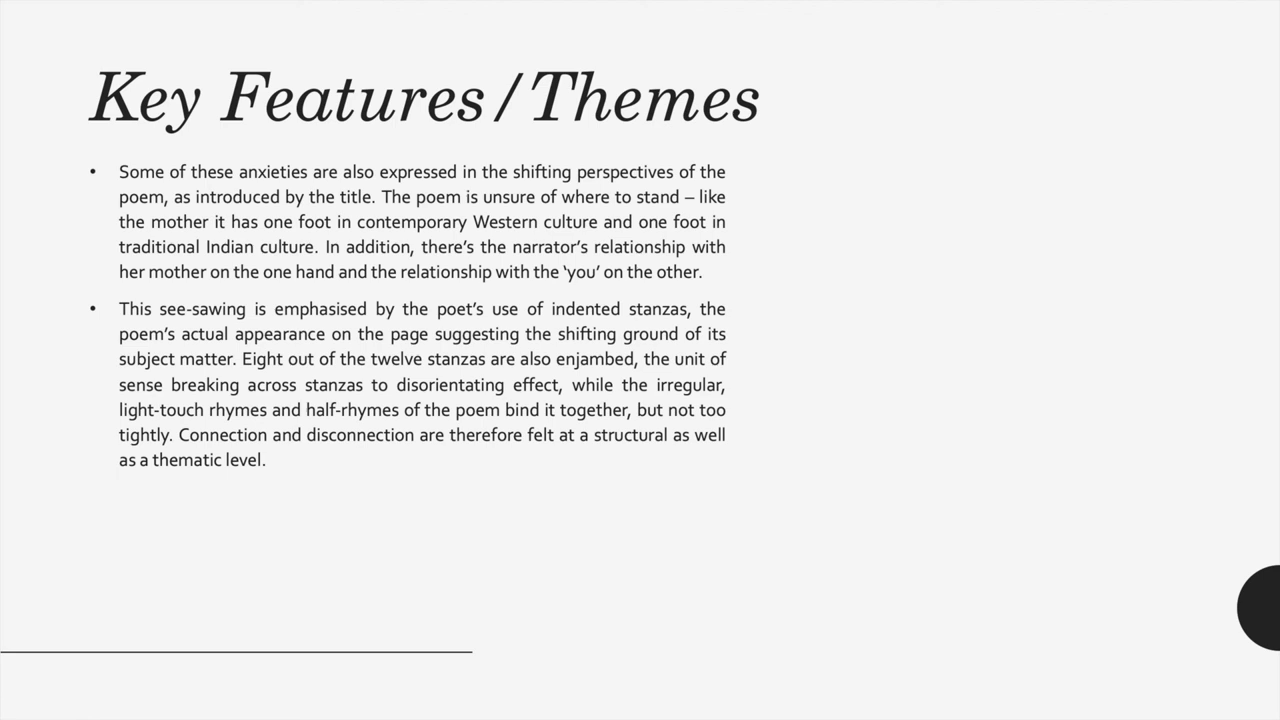 Key Features/Themes
• Some of these anxieties are also expressed in the shifting perspectives of the
poem, as introduced by the title. The poem is unsure of where to stand – like
the mother it has one foot in contemporary Western culture and one foot in
traditional Indian culture. In addition, there’s the narrator’s relationship with
her mother on the one hand and the relationship with the ‘you’ on the other.
• This see-sawing is emphasised by the poet’s use of indented stanzas, the
poem’s actual appearance on the page suggesting the shifting ground of its
subject matter. Eight out of the twelve stanzas are also enjambed, the unit of
sense breaking across stanzas to disorientating effect, while the irregular,
light-touch rhymes and half-rhymes of the poem bind it together, but not too
tightly. Connection and disconnection are therefore felt at a structural as well
as a thematic level.